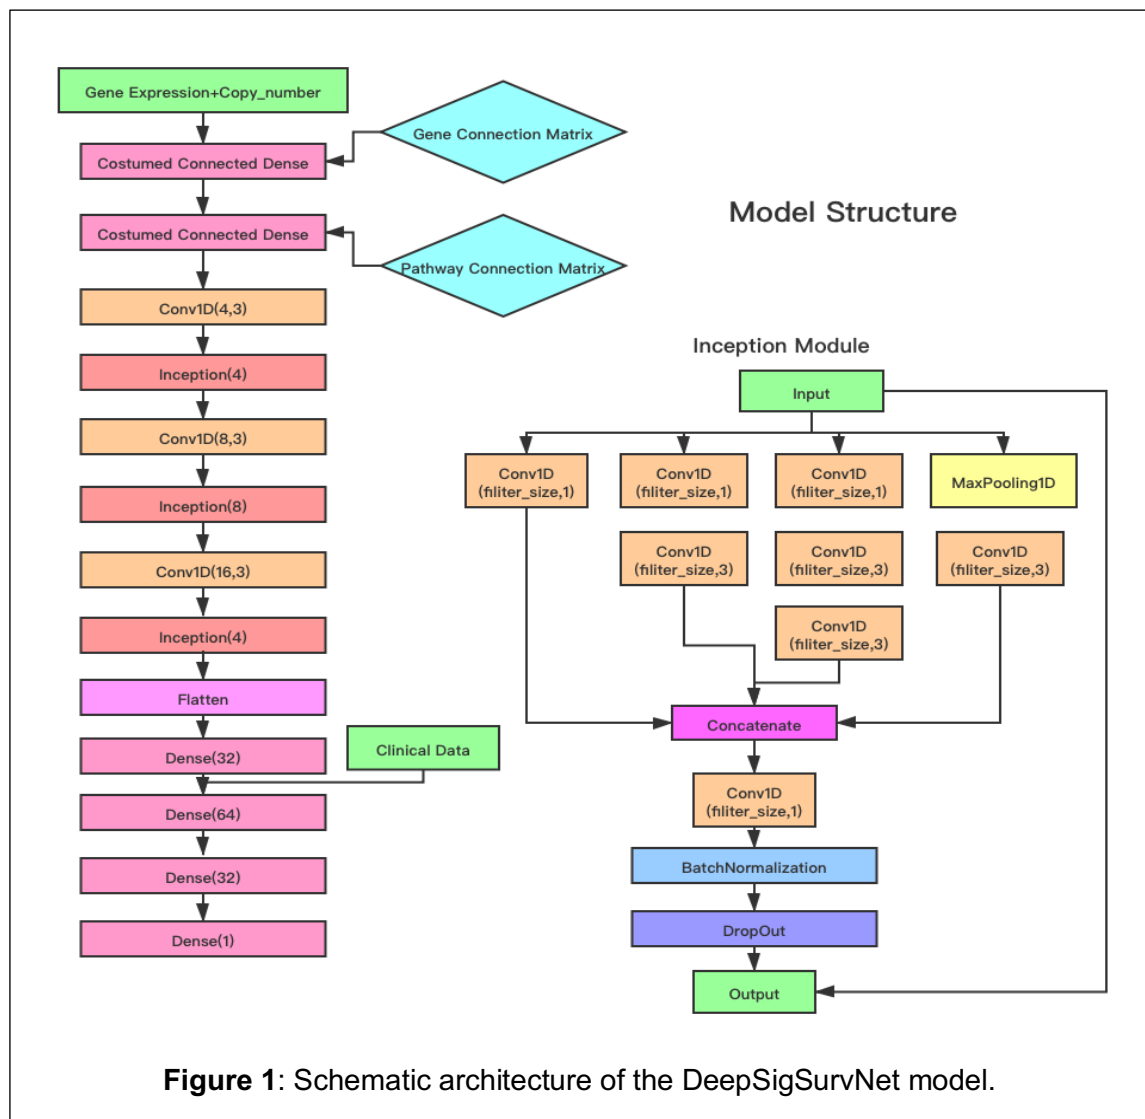 Gene Expression+Copy_number
Costumed Connected Dense
Gene Connection Matrix
Costumed Connected Dense
Pathway Connection Matrix
Conv1D(4,3)
Inception(4)
Conv1D(8,3)
Inception(8)
Conv1D(16,3)
Inception(4)
Flatten
Dense(32)
Clinical Data
Dense(64)
Dense(32)
Dense(1)
Model Structure
Inception Module
Input
Conv1D
(filiter_size,1)
Conv1D
(filiter_size,1)
Conv1D
(filiter_size,1)
MaxPooling1D
Conv1D
(filiter_size,3)
Conv1D
(filiter_size,3)
Conv1D
(filiter_size,3)
Conv1D
(filiter_size,3)
Concatenate
Conv1D
(filiter_size,1)
BatchNormalization
DropOut
Output
Figure 1: Schematic architecture of the DeepSigSurvNet model.